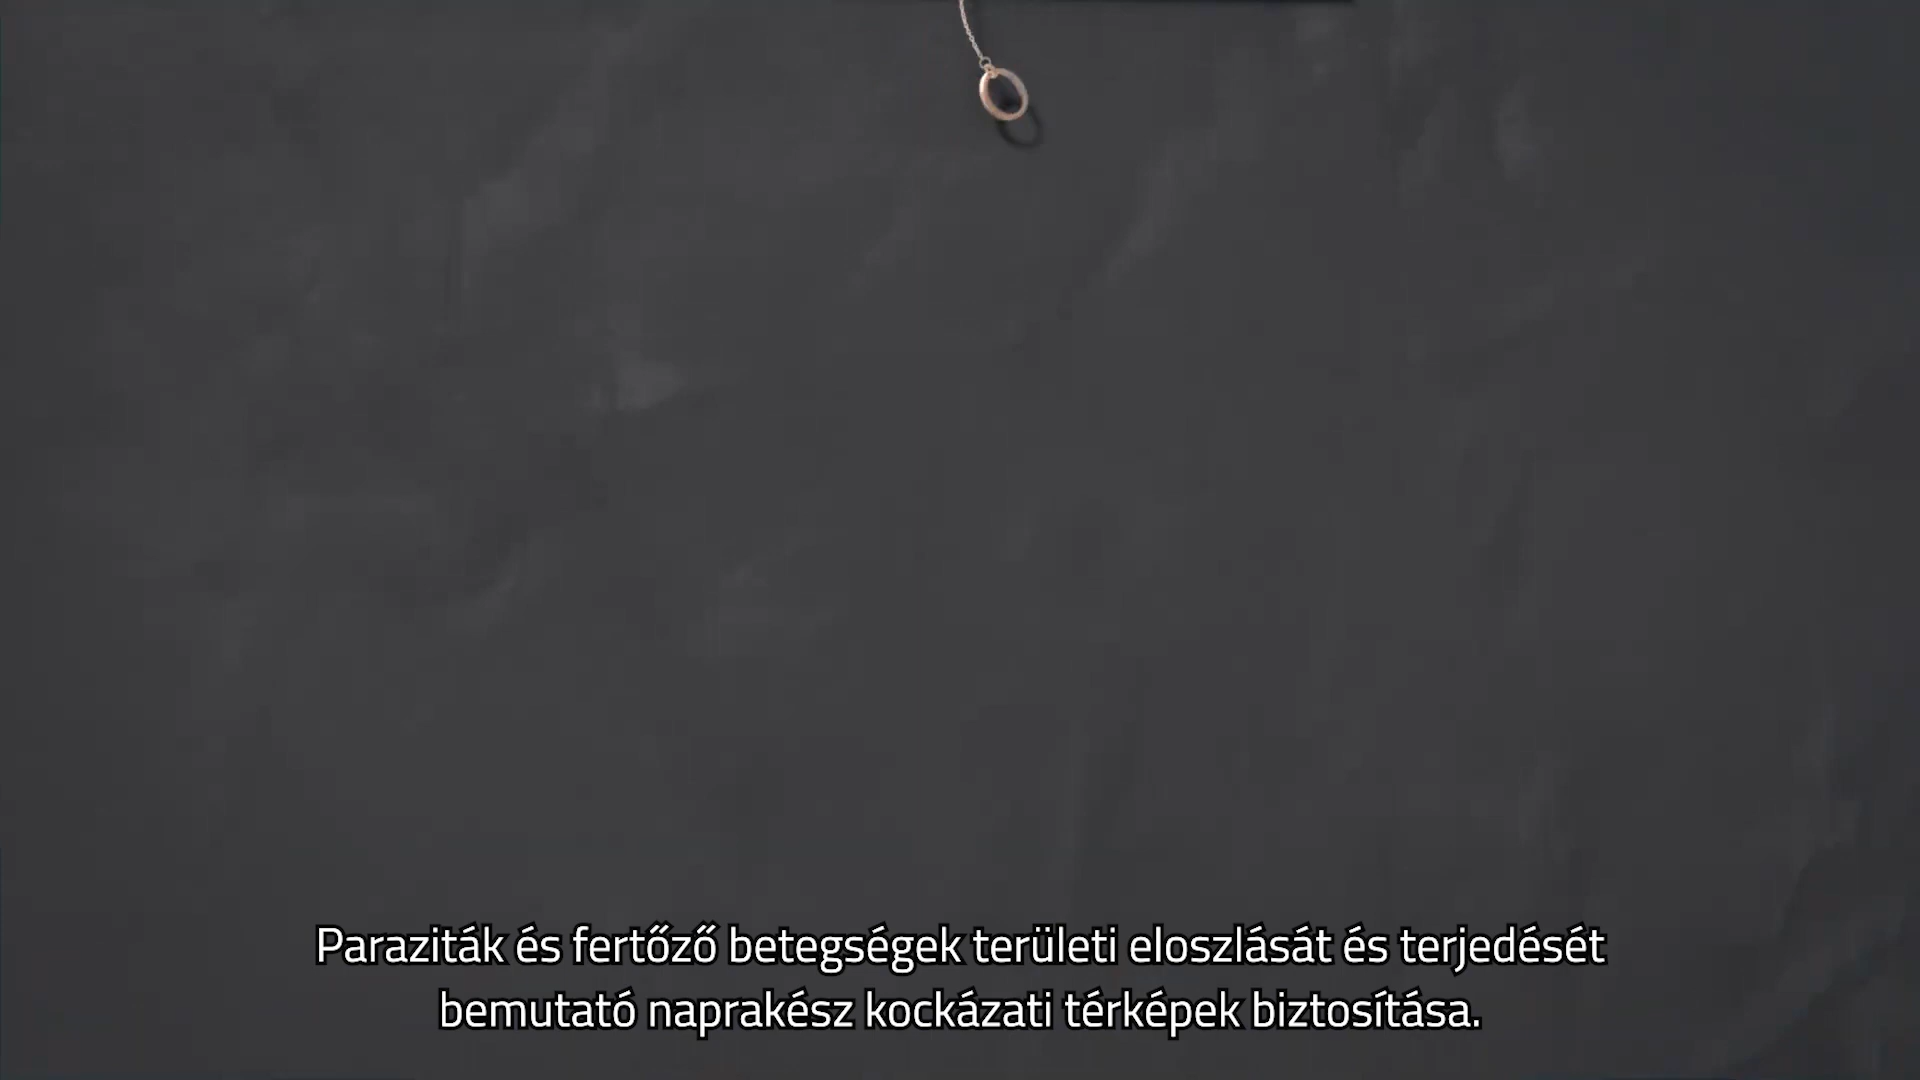 Paraziták és fertőző betegségek területi eloszlását és terjedését
bemutató naprakész kockázati térképek biztosítása.